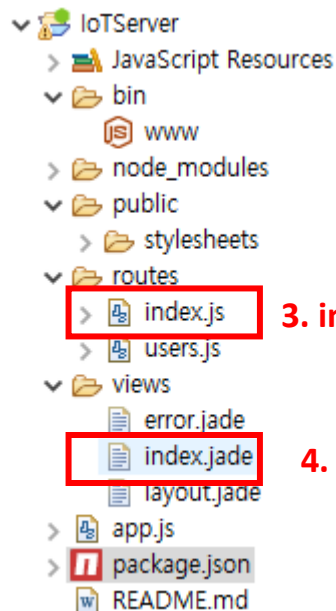 IoTServer
JavaScript Resources
bin
JS www
node_modules
public
stylesheets
routes
index.js 3. i
users.js
views
error.jade
index.jade 4.
layout.jade
app.js
package.json
README.md